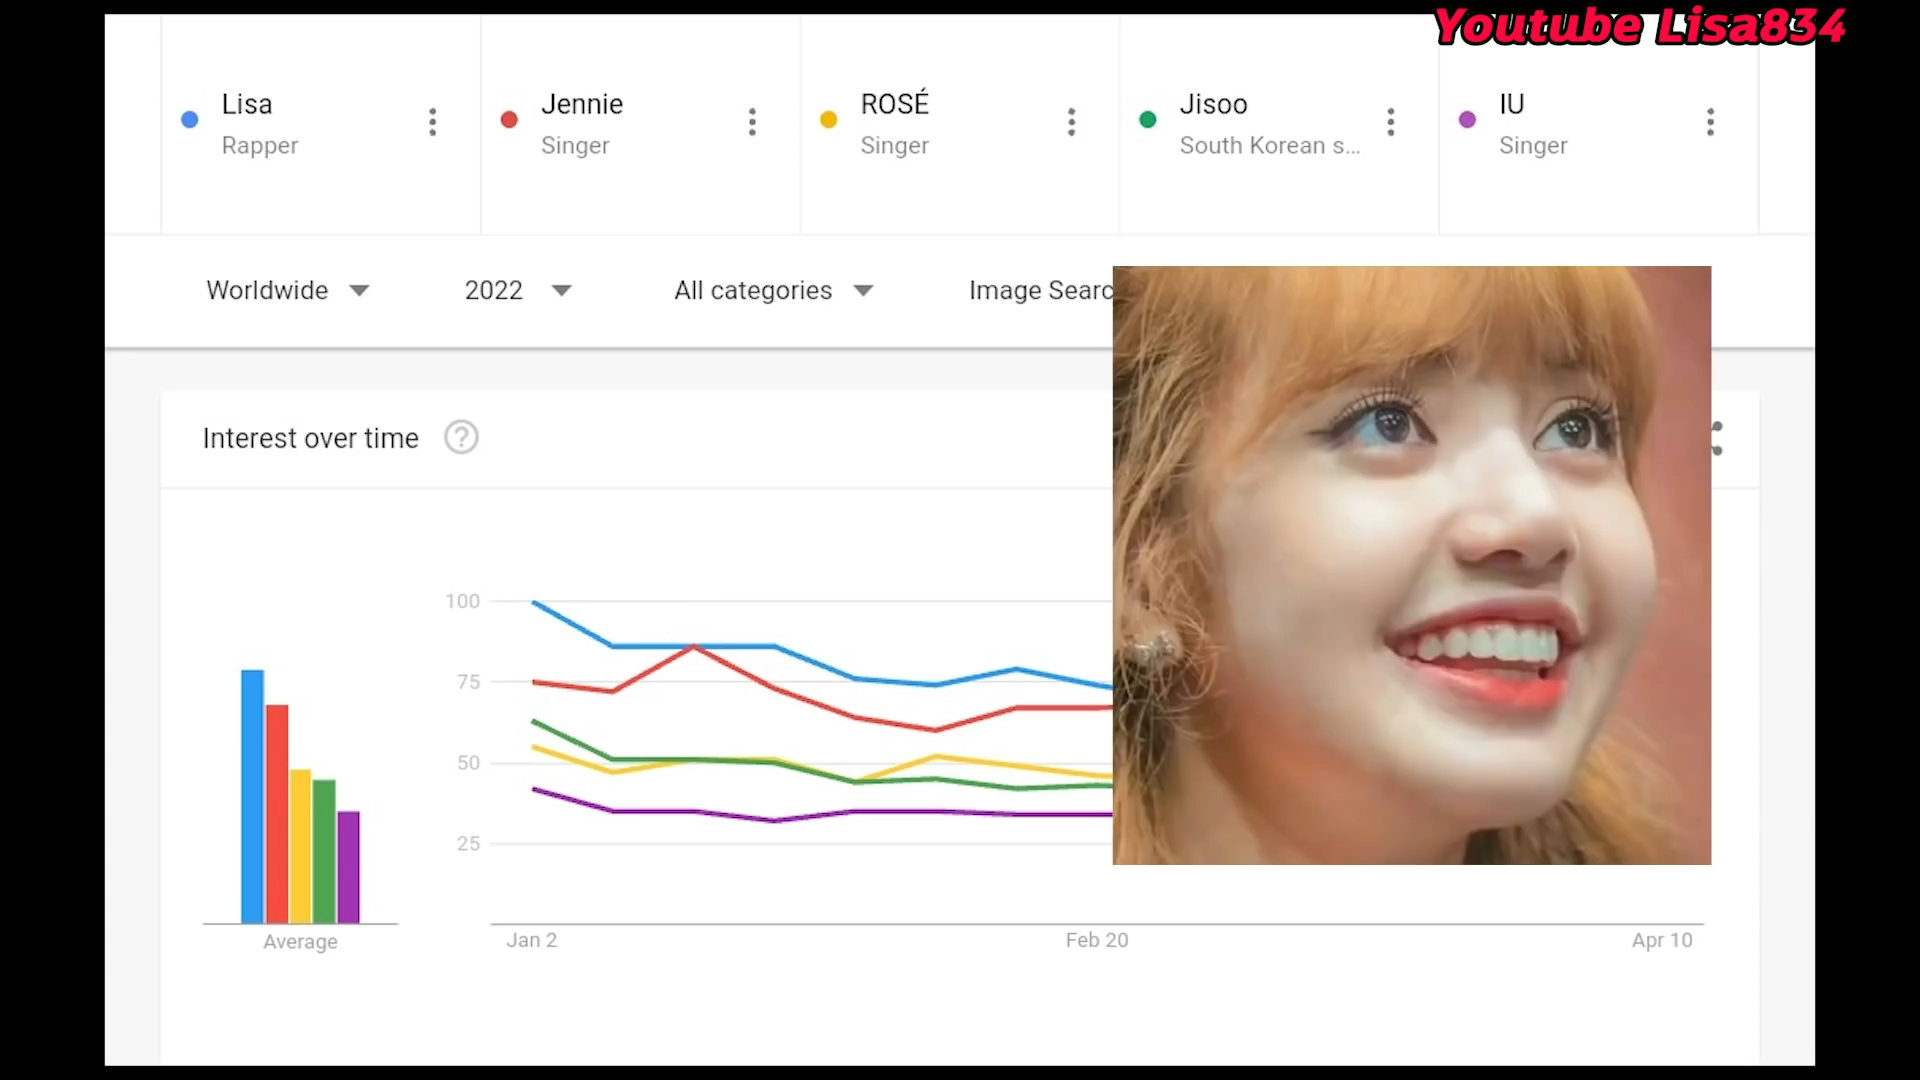 Youtube Lisa834
Lisa
Rapper
Jennie
Singer
ROSÉ
Singer
Jisoo
South Korean s...
IU
Singer
Worldwide
2022
All categories
Image Searc
Interest over time
?
100
75
50
25
Average
Jan 2
Feb 20
Apr 10